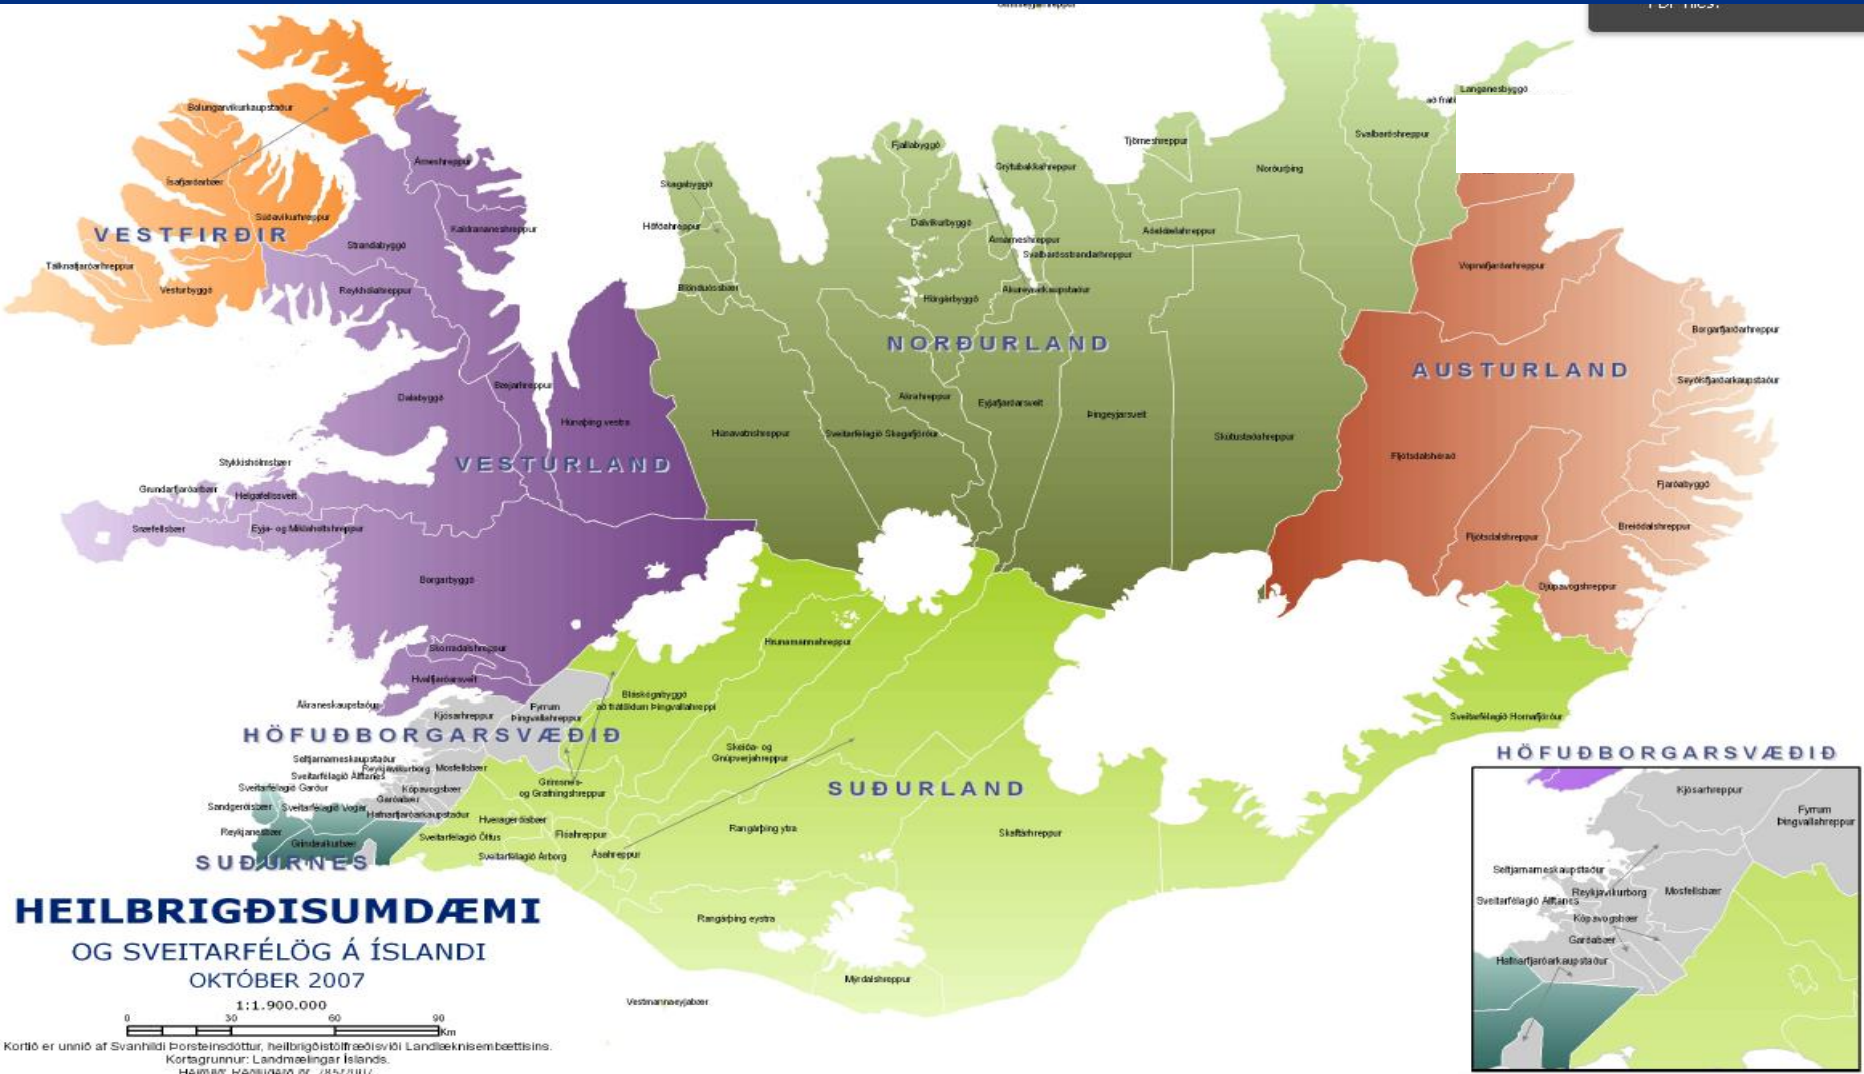 Bolungarvíkurkaupstaður
Ísafjarðarbær
Súðavíkurhreppur
VESTFIRÐIR
Tálknafjarðarhreppur
Vesturbyggð
Árneshreppur
Kaldrananeshreppur
Strandabyggð
Reykhólahreppur
Dalabyggð
Bæjarhreppur
Húnaþing vestra
VESTURLAND
Stykkishólmsbær
Grundarfjarðarbær
Helgafellssveit
Snæfellsbær
Eyja- og Miklaholtshreppur
Borgarbyggð
Skorradalshreppur
Hvalfjarðarsveit
Akraneskaupstaður
Skagabyggð
Höfðahreppur
Blönduósbær
Fjallabyggð
Dalvíkurbyggð
Grýtubakkahreppur
Arnarneshreppur
Svalbarðsstrandarhreppur
Hörgárbyggð
Akureyrarkaupstaður
Tjörneshreppur
Aðaldælahreppur
Norðurþing
Svalbarðshreppur
Langanesbyggð
NORÐURLAND
Akrahreppur
Eyjafjarðarsveit
Þingeyjarsveit
Húnavatnshreppur
Sveitarfélagið Skagafjörður
Skútustaðahreppur
Vopnafjarðarhreppur
Borgarfjarðarhreppur
AUSTURLAND
Seyðisfjarðarkaupstaður
Fljótsdalshérað
Fjarðabyggð
Breiðdalshreppur
Fljótsdalshreppur
Djúpavogshreppur
Hrunamannahreppur
Bláskógabyggð
að frátöldum Þingvallahreppi
Fyrrum
Þingvallahreppur
Kjósarhreppur
HÖFUÐBORGARSVÆÐIÐ
Seltjarnarneskaupstaður
Reykjavíkurborg
Mosfellsbær
Sveitarfélagið Álftanes
Kópavogsbær
Garðabær
Hafnarfjarðarkaupstaður
Sveitarfélagið Garður
Sandgerðisbær
Sveitarfélagið Vogar
Reykjanesbær
Grindavíkurbær
SUÐURNES
Grímsnes-
og Grafningshreppur
Hveragerðisbær
Sveitarfélagið Ölfus
Flóahreppur
Sveitarfélagið Árborg
Ásahreppur
Skeiða- og
Gnúpverjahreppur
SUÐURLAND
Rangárþing ytra
Skaftárhreppur
Rangárþing eystra
Mýrdalshreppur
Vestmannaeyjabær
Sveitarfélagið Hornafjörður
HÖFUÐBORGARSVÆÐIÐ
Kjósarhreppur
Fyrrum
Þingvallahreppur
Seltjarnarneskaupstaður
Reykjavíkurborg
Mosfellsbær
Sveitarfélagið Álftanes
Kópavogsbær
Garðabær
Hafnarfjarðarkaupstaður
HEILBRIGÐISUMDÆMI
OG SVEITARFÉLÖG Á ÍSLANDI
OKTÓBER 2007
1:1.900.000
0 30 60 90
Km
Kortið er unnið af Svanhildi Þorsteinsdóttur, heilbrigðistölfræðisviði Landlæknisembættisins.
Kortagrunnur: Landmælingar Íslands.